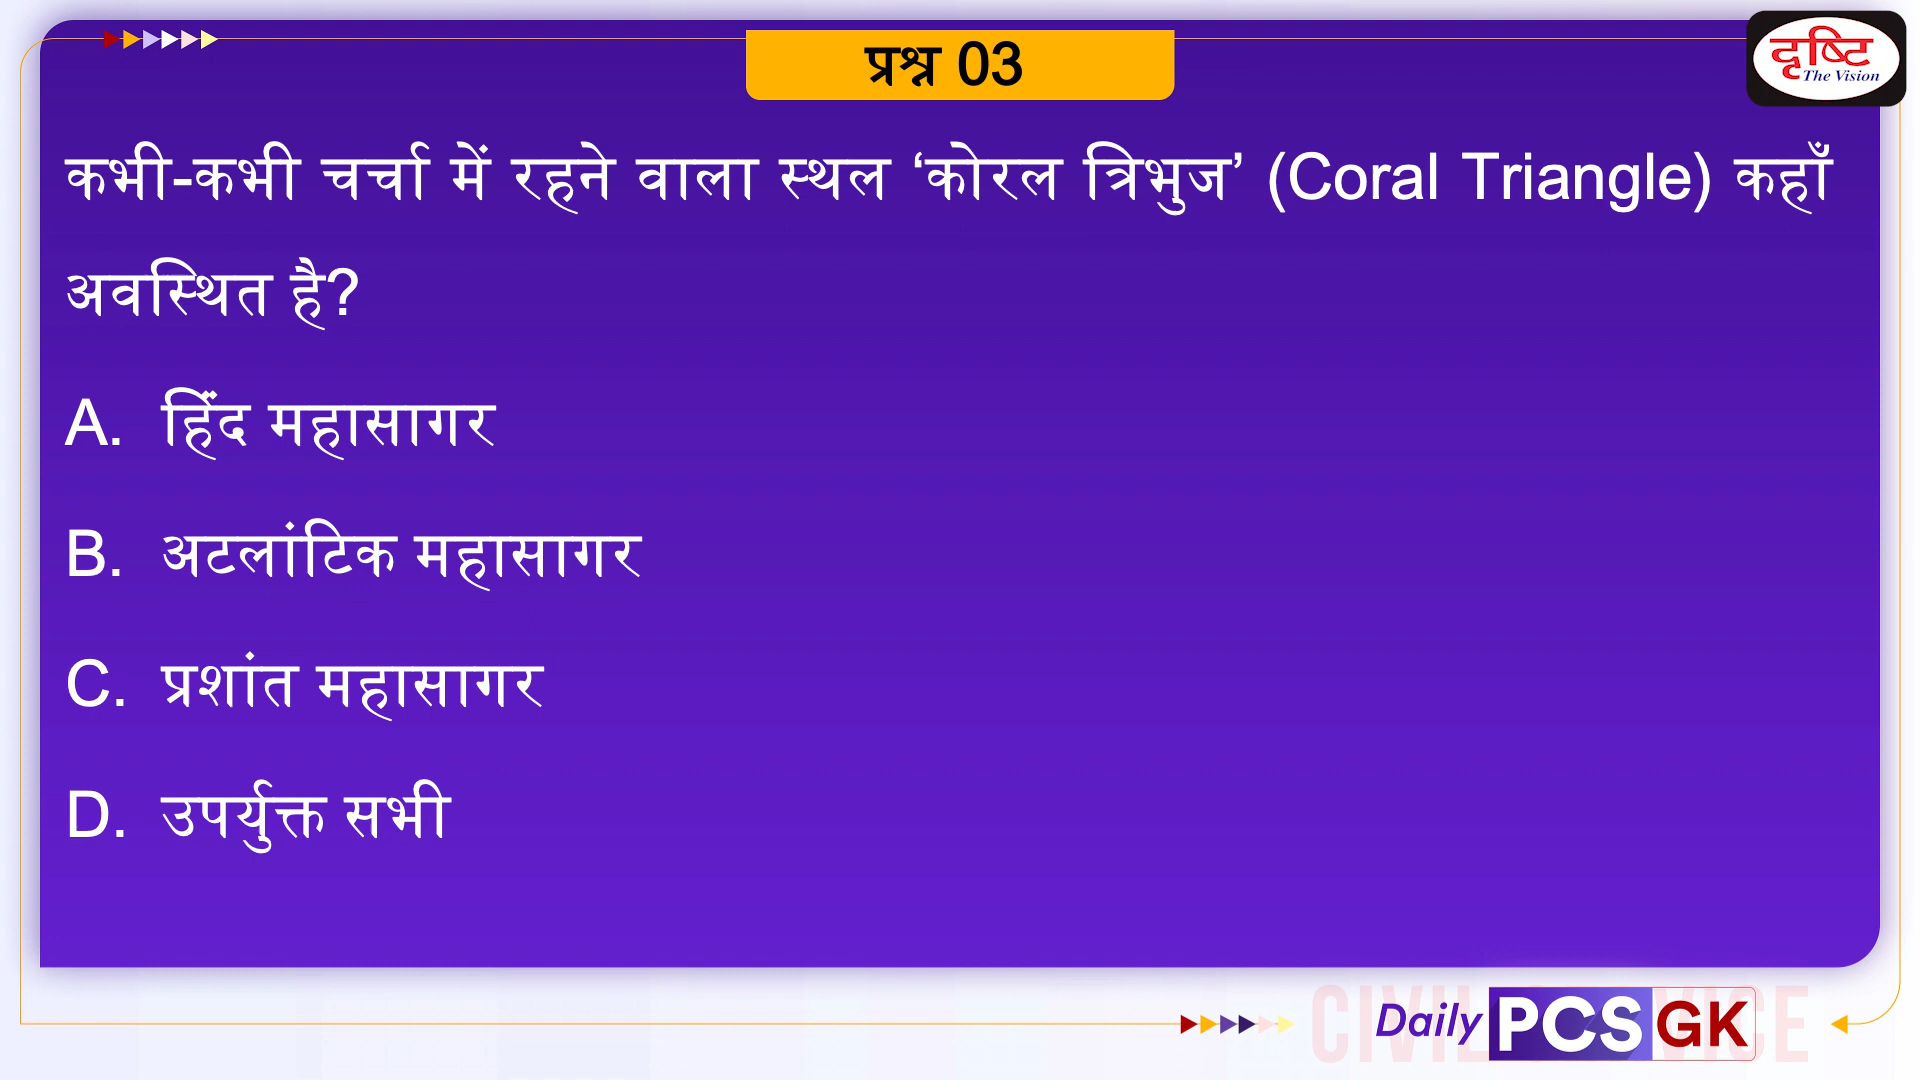 प्रश्न 03
दृष्टि
The Vision
कभी-कभी चर्चा में रहने वाला स्थल ‘कोरल त्रिभुज’ (Coral Triangle) कहाँ
अवस्थित है?
A. हिंद महासागर
B. अटलांटिक महासागर
C. प्रशांत महासागर
D. उपर्युक्त सभी
Daily PCS GK